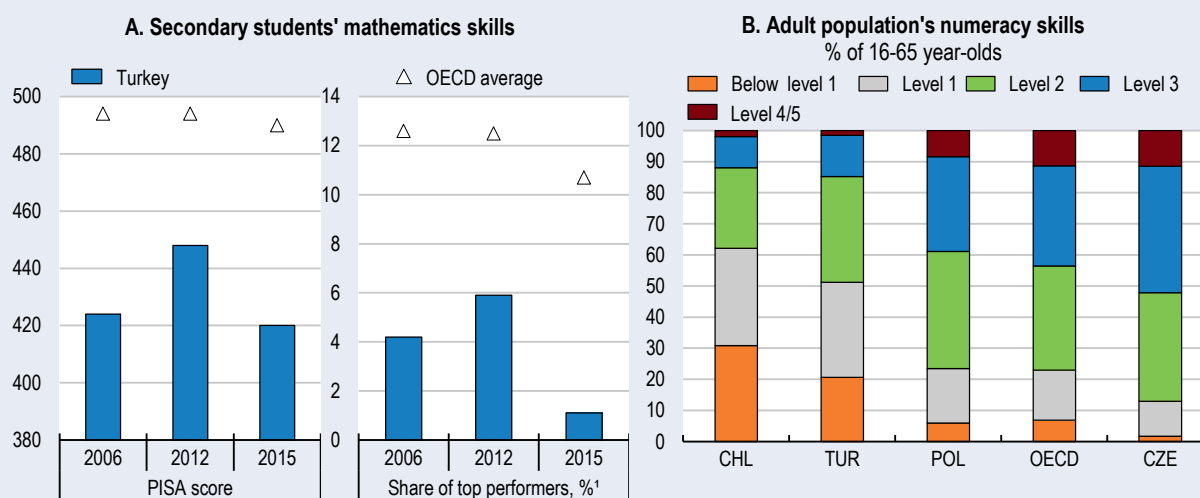 A. Secondary students' mathematics skills
Turkey
OECD average
500
480
460
440
420
400
380
14
12
10
8
6
4
2
0
2006 2012 2015
PISA score
2006 2012 2015
Share of top performers, %¹
B. Adult population's numeracy skills
% of 16-65 year-olds
Below level 1 Level 1 Level 2 Level 3
Level 4/5
100
90
80
70
60
50
40
30
20
10
0
CHL TUR POL OECD CZE